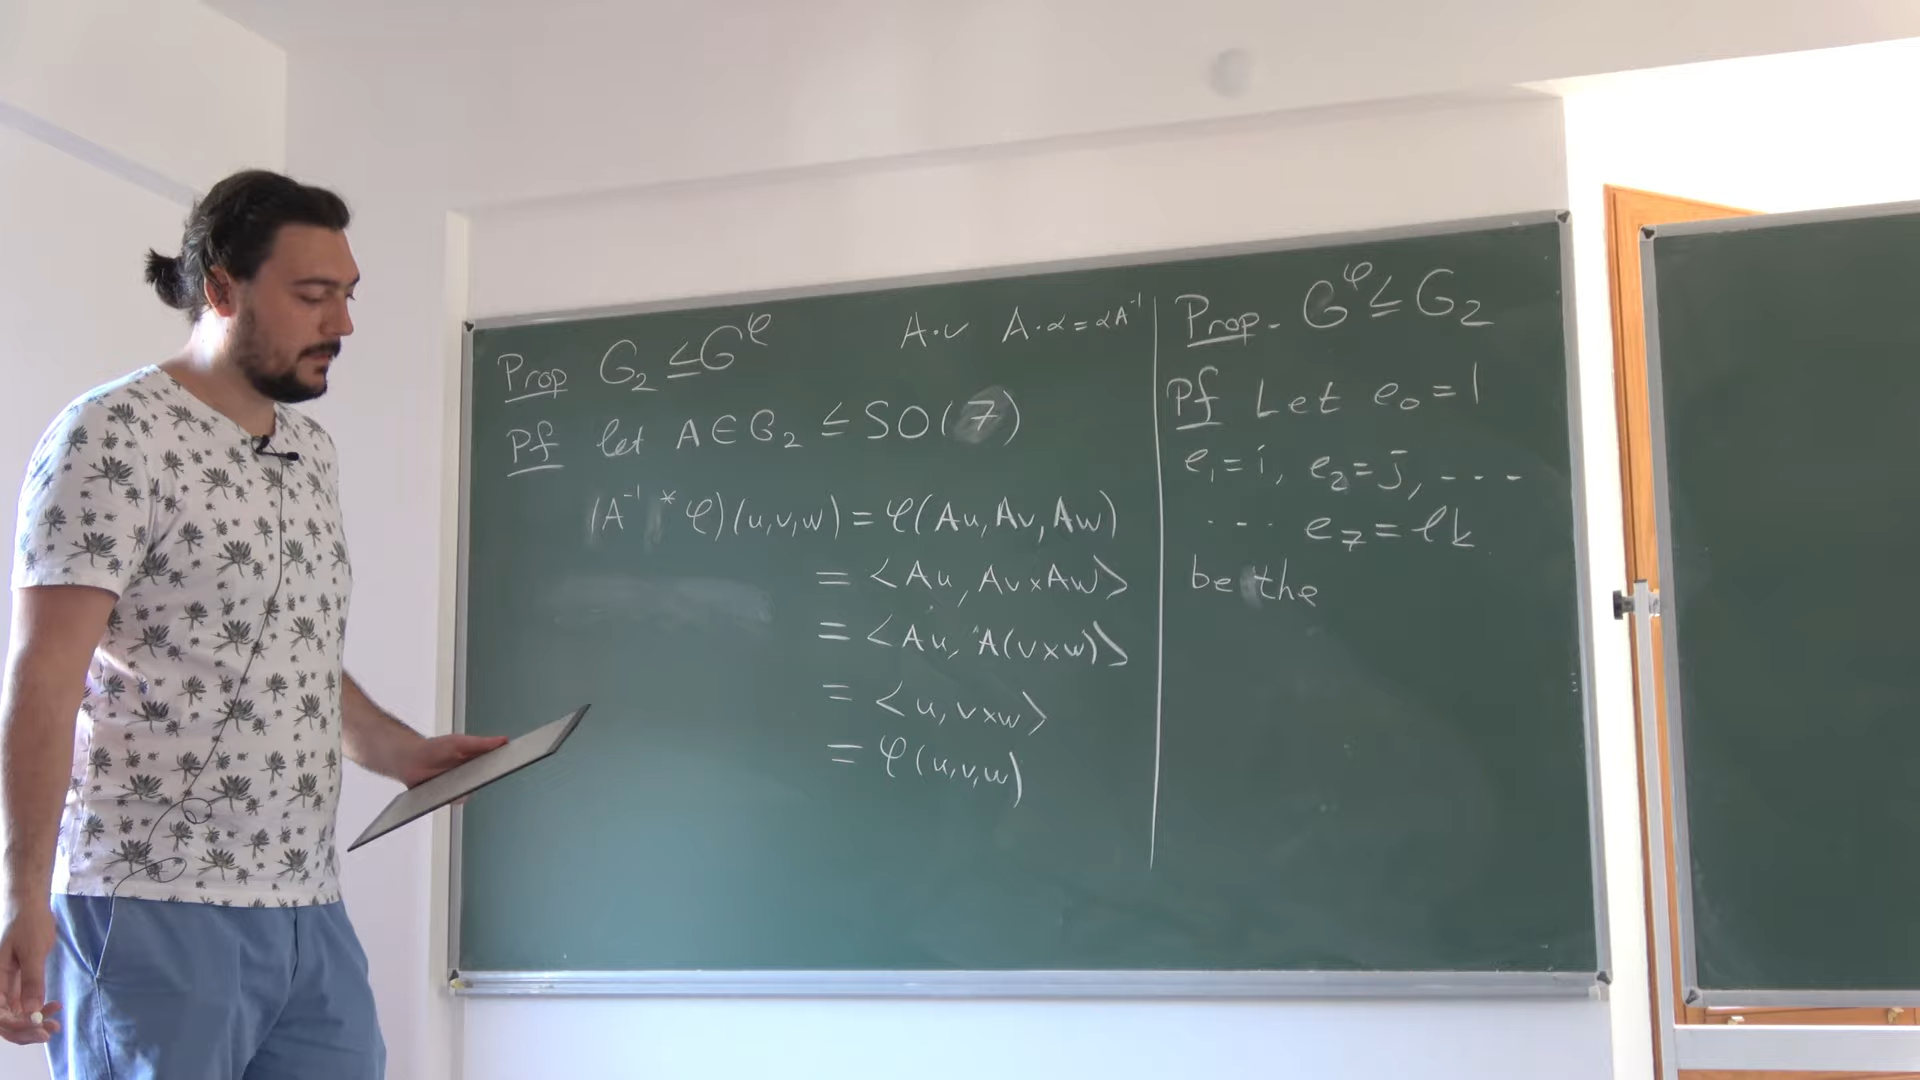 Prop G₂ ≤ G^φ
A·v A·α = αA⁻¹
Pf let A ∈ G₂ ≤ SO(7)
(A⁻¹ * φ)(u,v,w) = φ(Au, Av, Aw)
= <Au, Av × Aw>
= <Au, A(v×w)>
= <u, v×w>
= φ(u,v,w)
Prop. G^φ ≤ G₂
Pf Let e₀ = 1
e₁ = i, e₂ = j, - - -
- - - e₇ = lk
be the